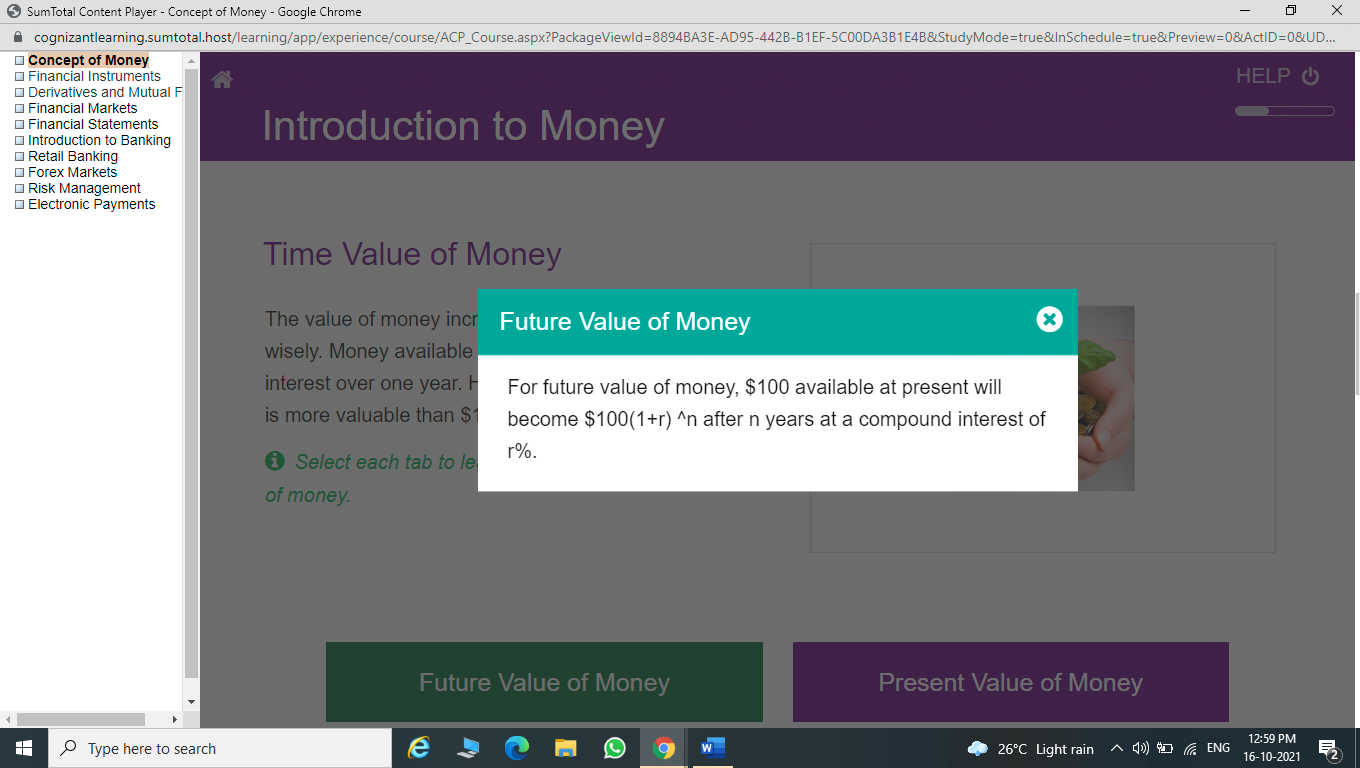 SumTotal Content Player - Concept of Money - Google Chrome
cognizantlearning.sumtotal.host/learning/app/experience/course/ACP_Course.aspx?PackageViewId=8894BA3E-AD95-442B-B1EF-5C00DA3B1E4B&StudyMode=true&InSchedule=true&Preview=0&ActID=0&UD...
Concept of Money
Financial Instruments
Derivatives and Mutual F
Financial Markets
Financial Statements
Introduction to Banking
Retail Banking
Forex Markets
Risk Management
Electronic Payments
HELP
Introduction to Money
Time Value of Money
The value of money incr
wisely. Money available
interest over one year. H
is more valuable than $1
Select each tab to le
of money.
Future Value of Money
For future value of money, $100 available at present will
become $100(1+r) ^n after n years at a compound interest of
r%.
Future Value of Money
Present Value of Money
Type here to search
26°C Light rain
ENG
12:59 PM
16-10-2021
2